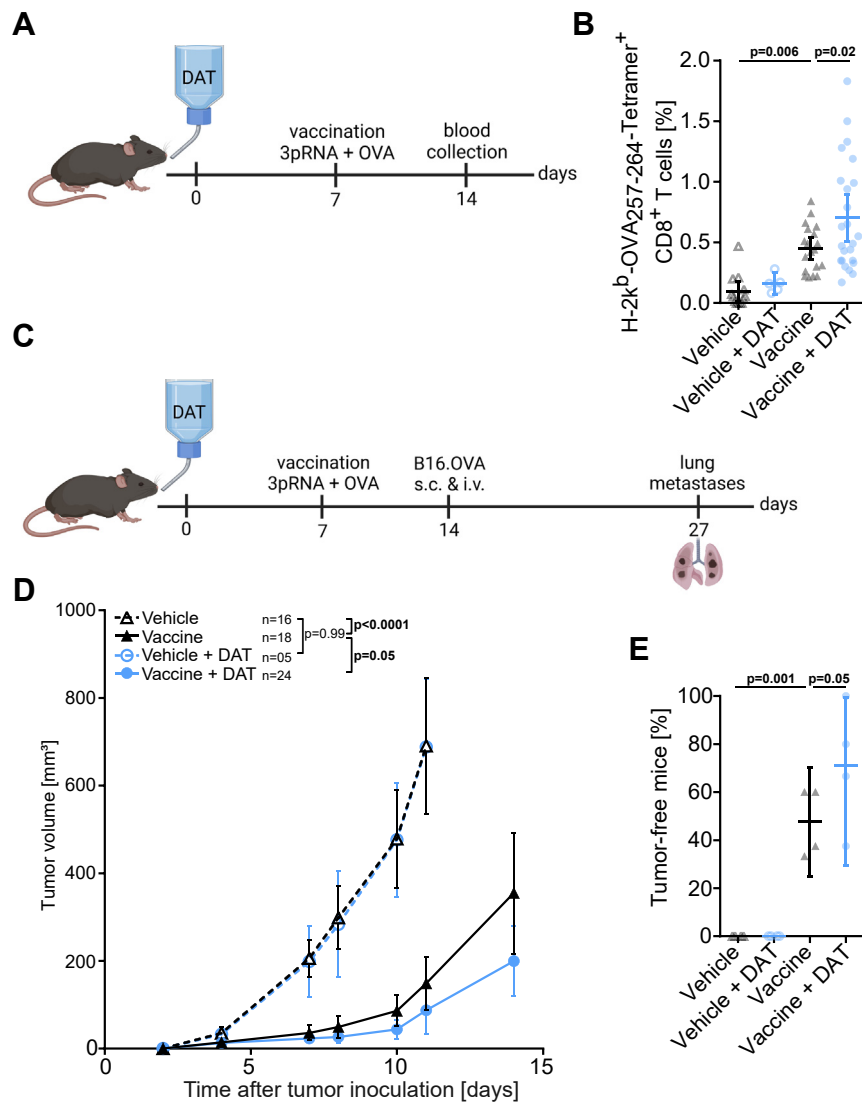 A
DAT
vaccination
3pRNA + OVA
blood
collection
days
0
7
14
B
H-2kᵇ-OVA257-264-Tetramer⁺
CD8⁺ T cells [%]
p=0.006
p=0.02
2.0
1.5
1.0
0.5
0.0
Vehicle
Vehicle + DAT
Vaccine
Vaccine + DAT
C
DAT
vaccination
3pRNA + OVA
B16.OVA
s.c. & i.v.
lung
metastases
days
0
7
14
27
D
Vehicle n=16
Vaccine n=18
Vehicle + DAT n=05
Vaccine + DAT n=24
p=0.99
p<0.0001
p=0.05
Tumor volume [mm³]
1000
800
600
400
200
0
0
5
10
15
Time after tumor inoculation [days]
E
p=0.001
p=0.05
Tumor-free mice [%]
100
80
60
40
20
0
Vehicle
Vehicle + DAT
Vaccine
Vaccine + DAT